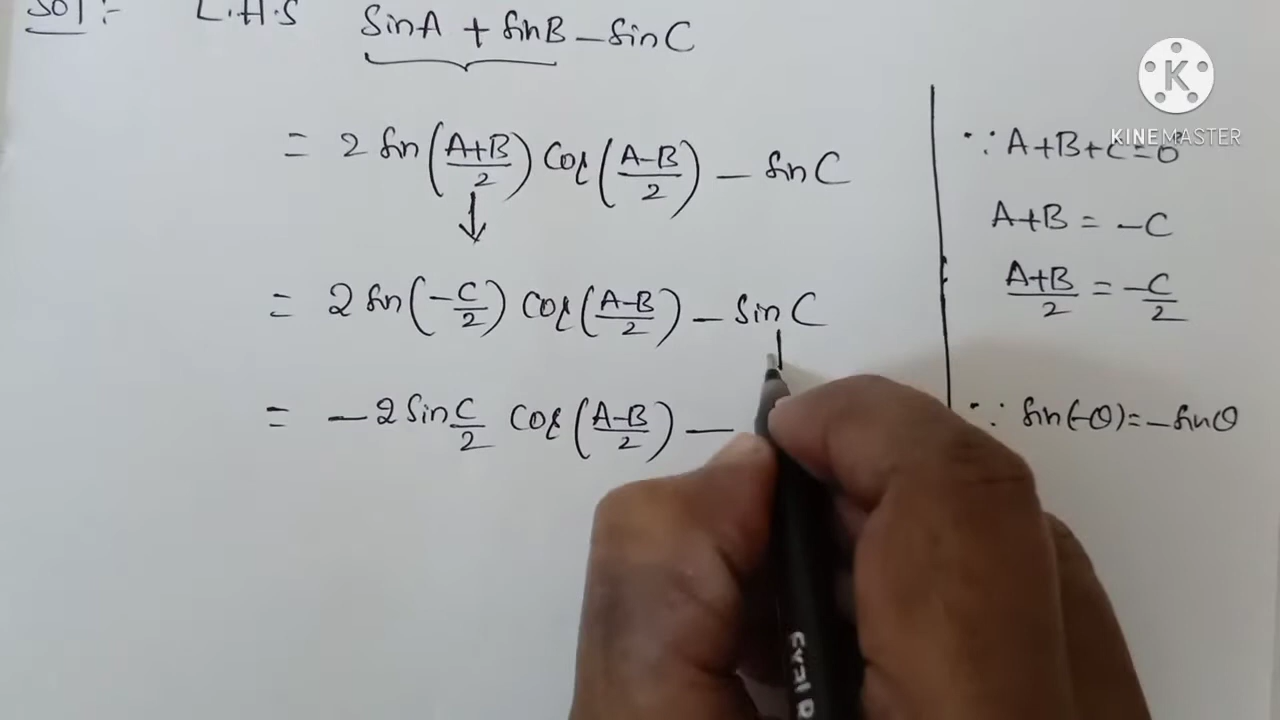 Sol:- L.H.S SinA + SinB - SinC
= 2 Sin(A+B/2) Cos(A-B/2) - SinC
= 2 Sin(-C/2) Cos(A-B/2) - SinC
= -2 Sin C/2 Cos(A-B/2) -
KINEMASTER
∵ A+B+C=0
A+B = -C
A+B/2 = -C/2
∵ Sin(-θ)=-Sinθ